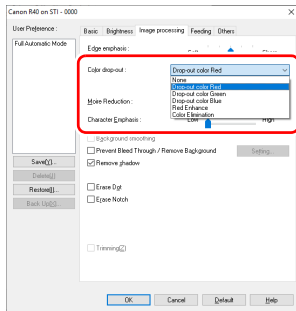 Canon R40 on STI - 0000
User Preference :
Full Automatic Mode
Save(V)...
Delete(J)
Restore(I)...
Back Up(X)...
Basic
Brightness
Image processing
Feeding
Others
Edge emphasis:
Color drop-out :
Drop-out color Red
None
Drop-out color Red
Drop-out color Green
Drop-out color Blue
Red Enhance
Color Elimination
Moire Reduction :
Character Emphasis :
Low
High
Background smoothing
Prevent Bleed Through / Remove Background
Setting...
Remove shadow
Erase Dot
Erase Notch
Trimming(Z)
OK
Cancel
Default
Help